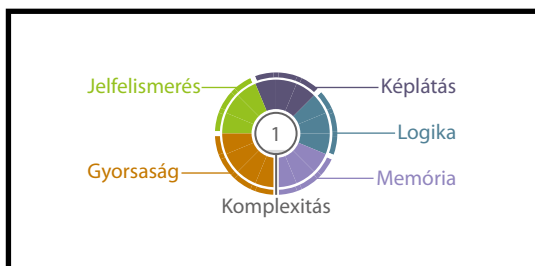 Jelfelismerés
Képlátás
1
Logika
Gyorsaság
Memória
Komplexitás